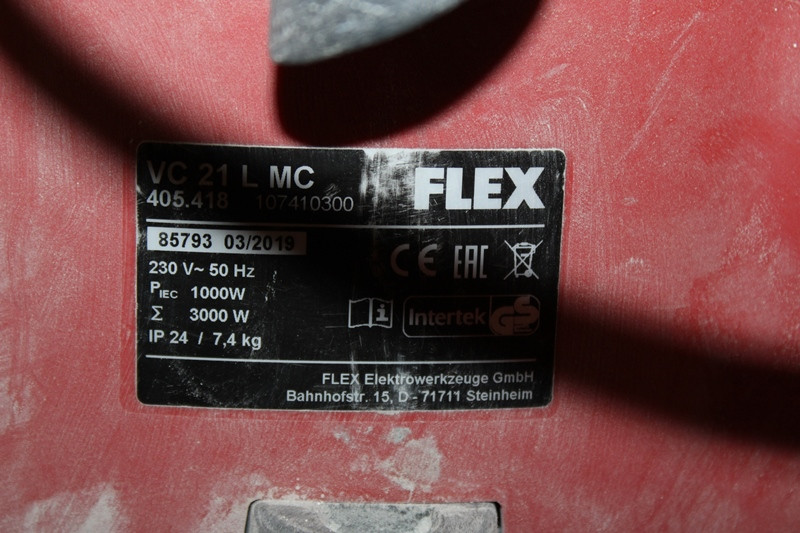 VC 21 L MC
FLEX
405.418 107410300
85793 03/2019
CE EAC
230 V~ 50 Hz
PIEC 1000W
Σ 3000 W
Intertek GS
IP 24 / 7,4 kg
FLEX Elektrowerkzeuge GmbH
Bahnhofstr. 15, D - 71711 Steinheim